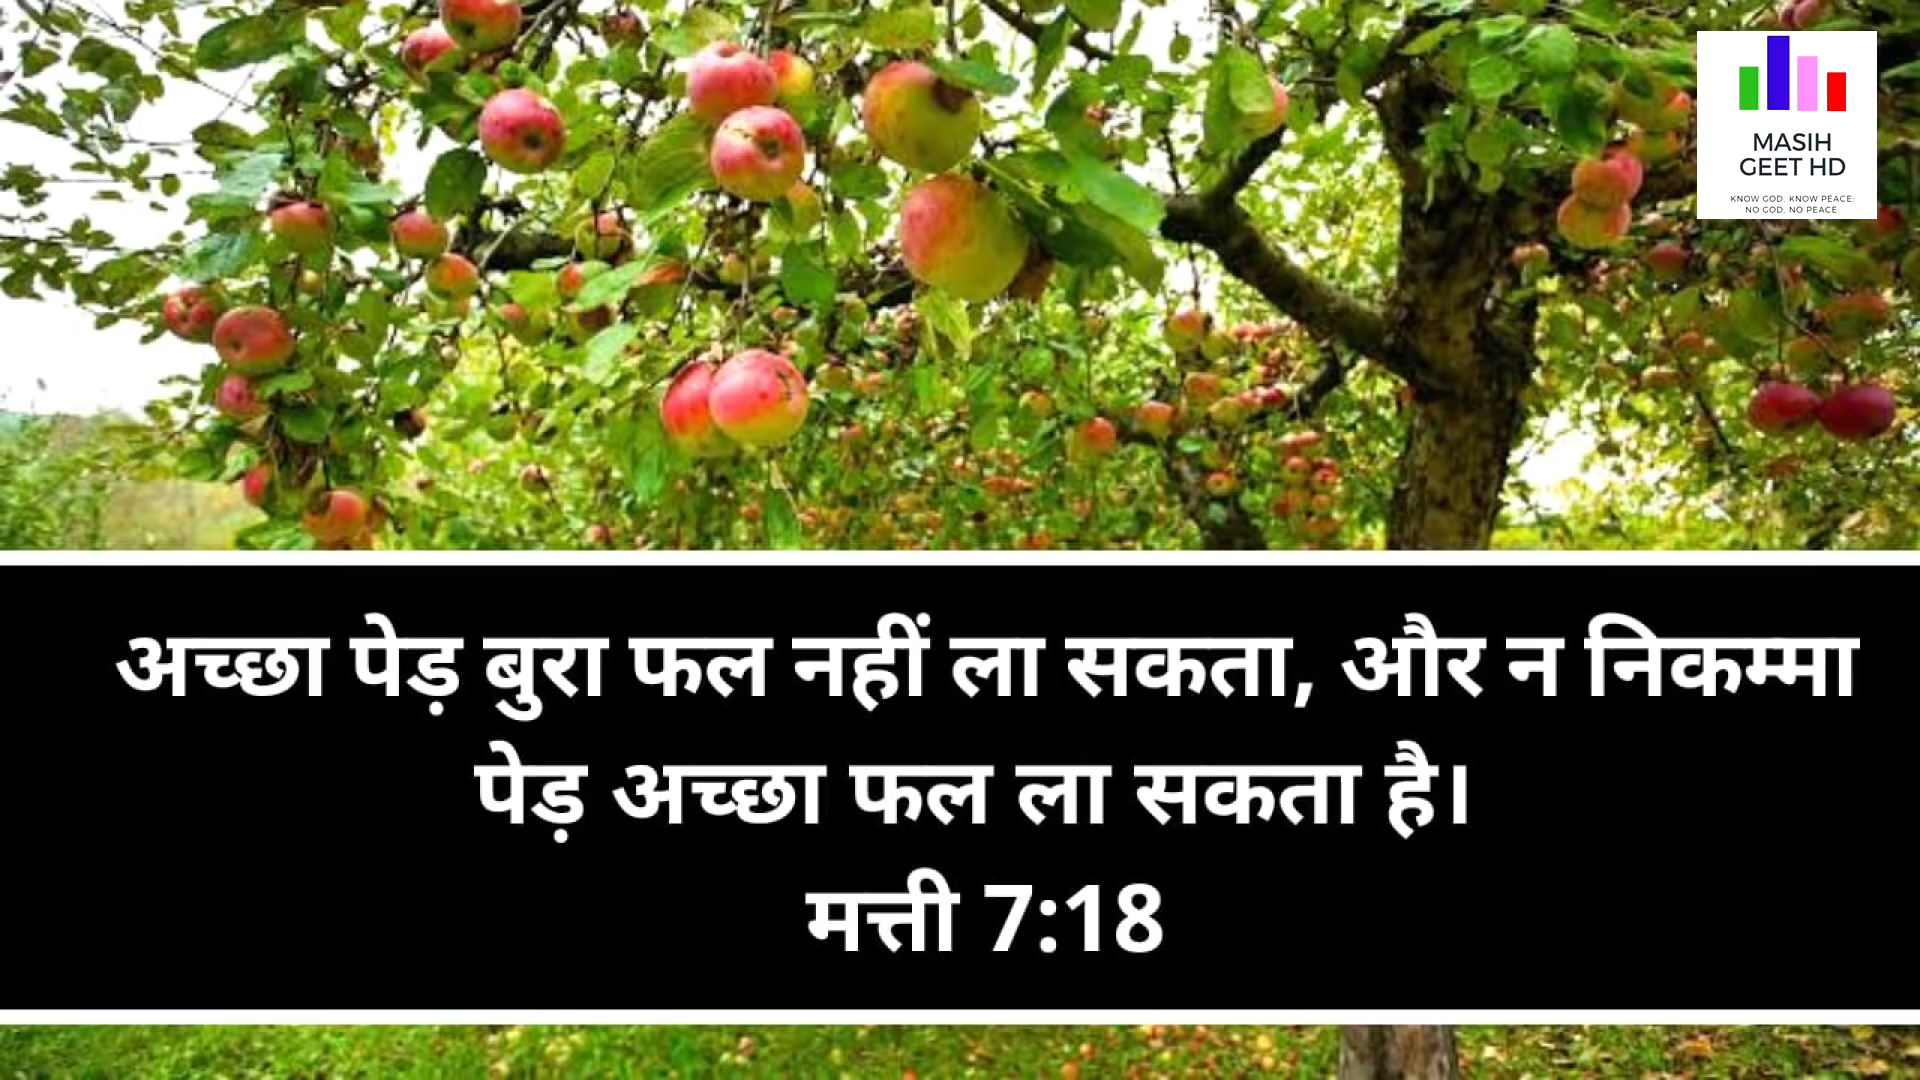 MASIH
GEET HD
KNOW GOD, KNOW PEACE:
NO GOD, NO PEACE.
अच्छा पेड़ बुरा फल नहीं ला सकता, और न निकम्मा
पेड़ अच्छा फल ला सकता है।
मत्ती 7:18